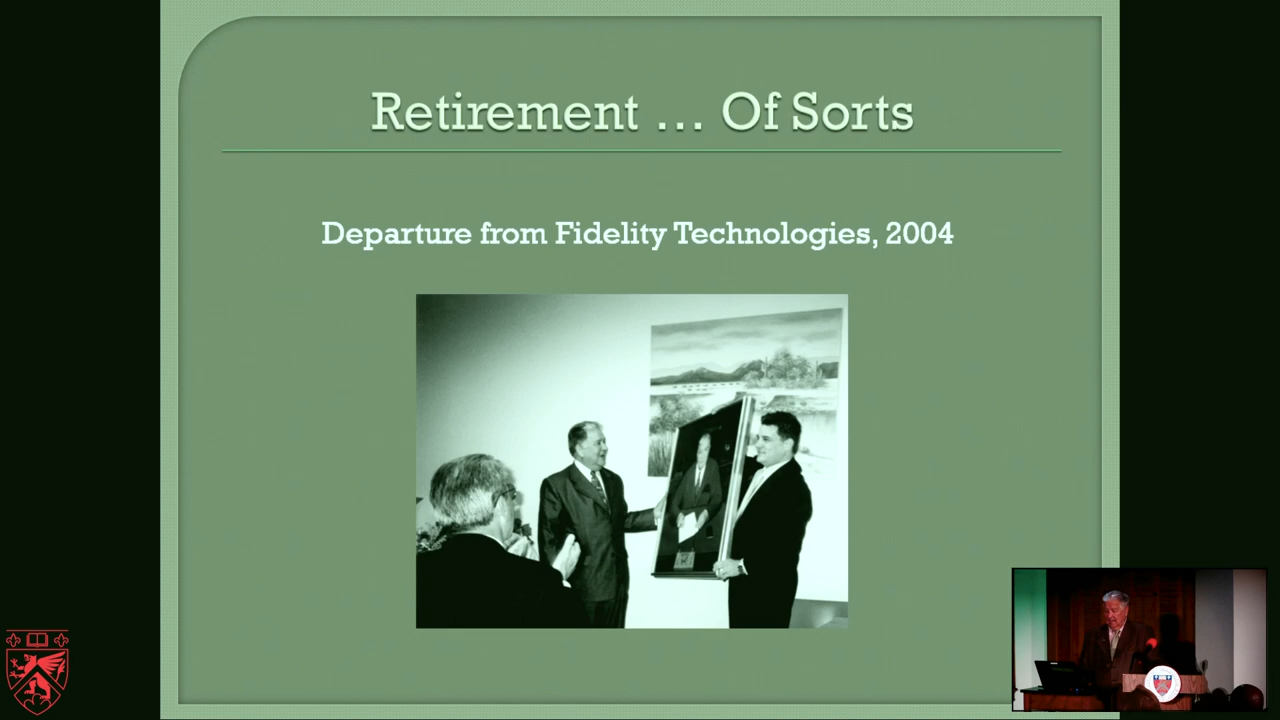 Retirement ... Of Sorts
Departure from Fidelity Technologies, 2004